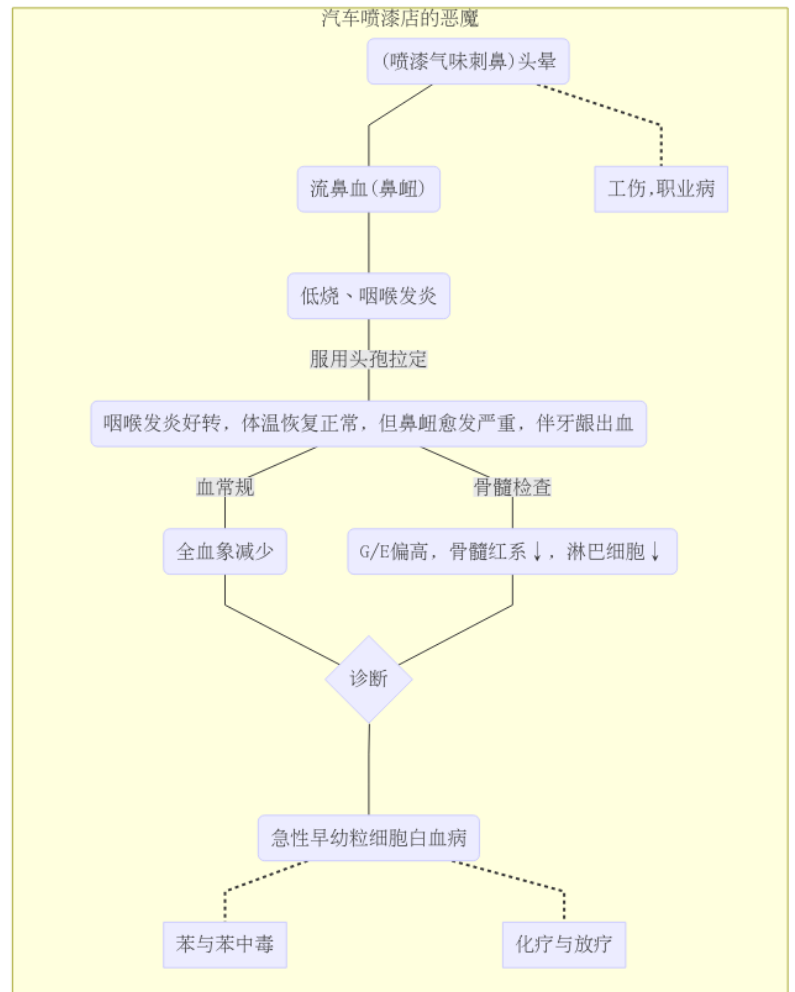 汽车喷漆店的恶魔
(喷漆气味刺鼻)头晕
流鼻血(鼻衄)
工伤,职业病
低烧、咽喉发炎
服用头孢拉定
咽喉发炎好转，体温恢复正常，但鼻衄愈发严重，伴牙龈出血
血常规
骨髓检查
全血象减少
G/E偏高，骨髓红系↓，淋巴细胞↓
诊断
急性早幼粒细胞白血病
苯与苯中毒
化疗与放疗